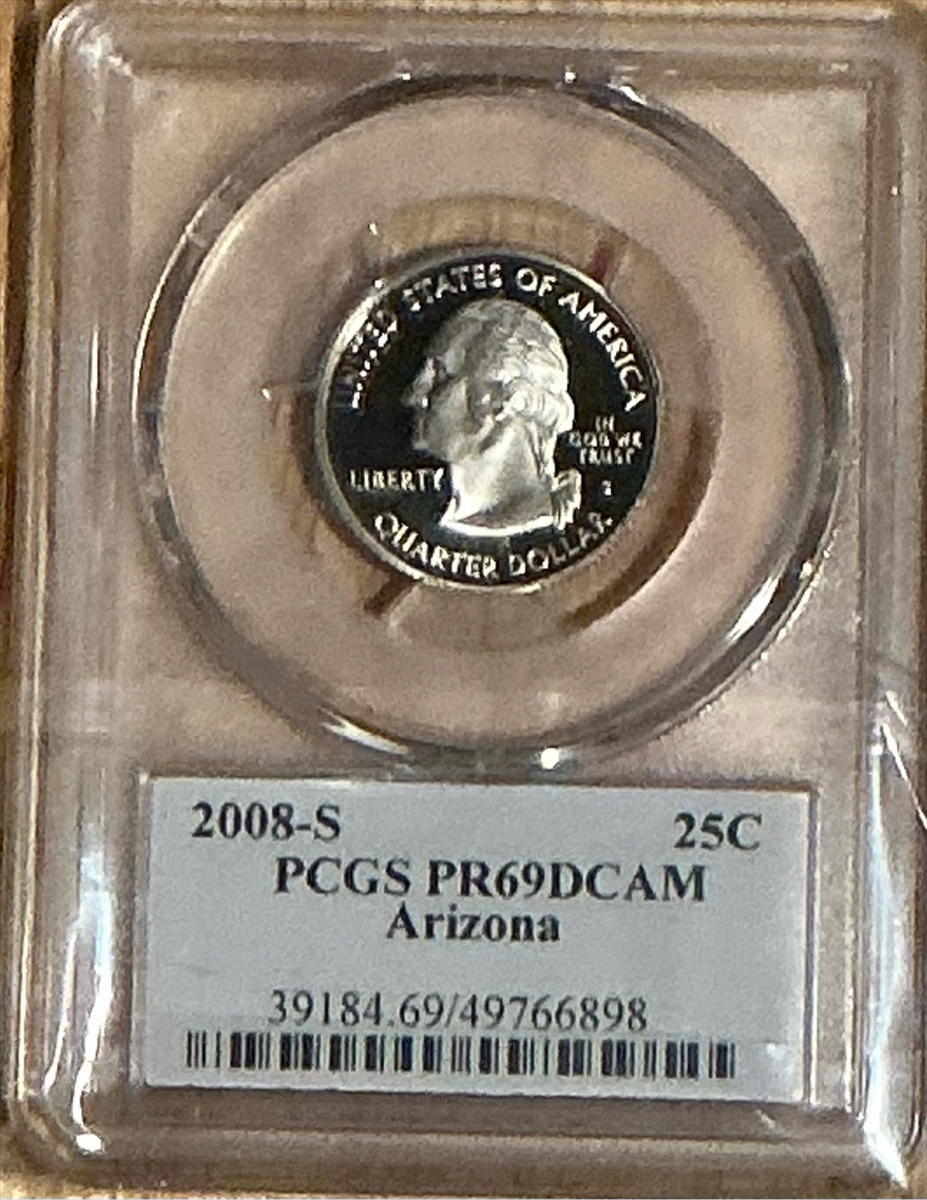 UNITED STATES OF AMERICA
IN
GOD WE
TRUST
LIBERTY
S
QUARTER DOLLAR
2008-S 25C
PCGS PR69DCAM
Arizona
39184.69/49766898